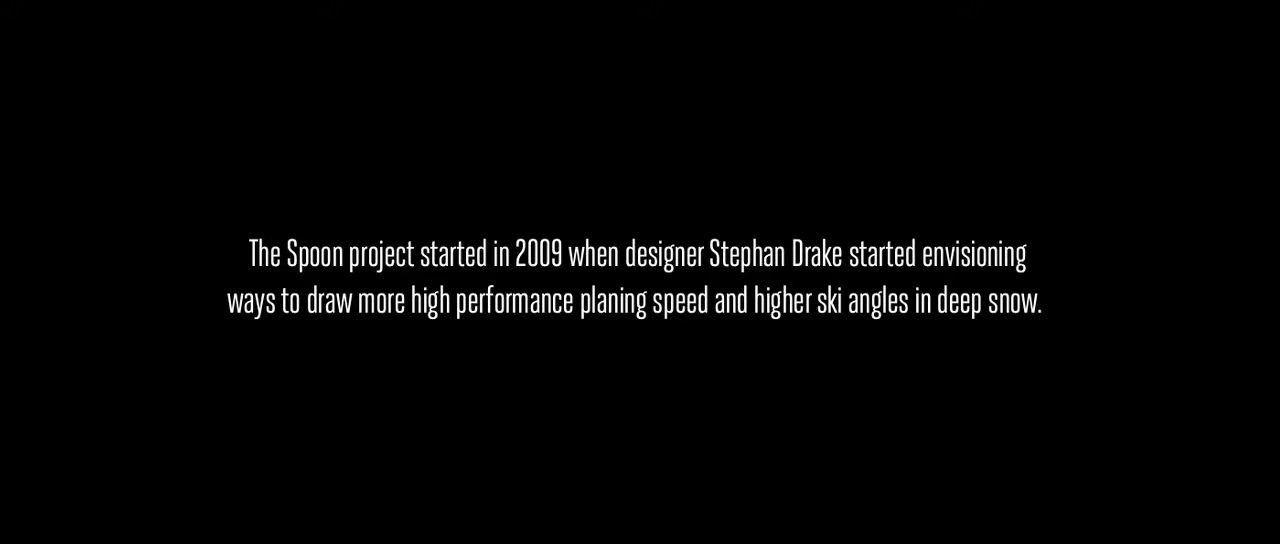 The Spoon project started in 2009 when designer Stephan Drake started envisioning
ways to draw more high performance planing speed and higher ski angles in deep snow.